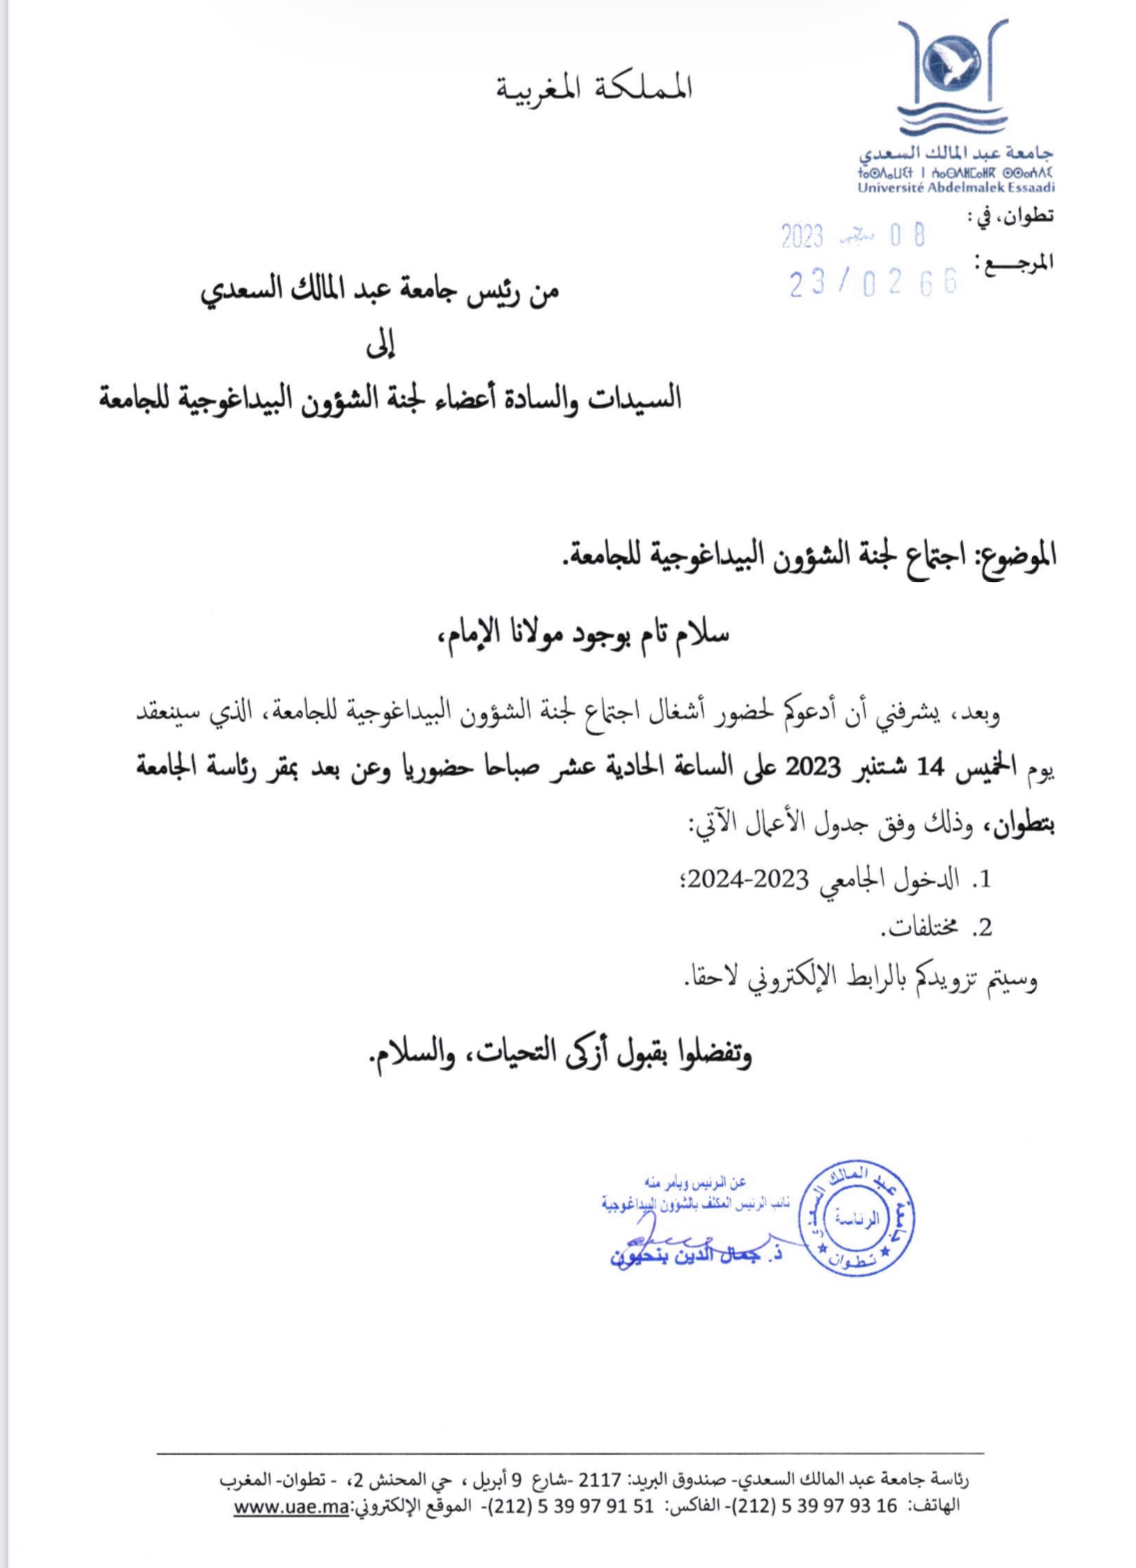 المملكة المغربية
جامعة عبد المالك السعدي
ⵜⴰⵙⴷⴰⵡⵉⵜ ⵏ ⵄⴰⴱⴷⵍⵎⴰⵍⴽ ⵙⵙⴰⵄⴷⵉ
Université Abdelmalek Essaadi
تطوان، في:
08 2023
المرجـــع:
23/0266
من رئيس جامعة عبد المالك السعدي
إلى
السيدات والسادة أعضاء لجنة الشؤون البيداغوجية للجامعة
الموضوع: اجتماع لجنة الشؤون البيداغوجية للجامعة.
سلام تام بوجود مولانا الإمام،
وبعد، يشرفني أن أدعوكم لحضور أشغال اجتماع لجنة الشؤون البيداغوجية للجامعة، الذي سينعقد
يوم الخميس 14 شتنبر 2023 على الساعة الحادية عشر صباحا حضوريا وعن بعد بمقر رئاسة الجامعة
بتطوان، وذلك وفق جدول الأعمال الآتي:
1. الدخول الجامعي 2023-2024؛
2. مختلفات.
وسيتم تزويدكم بالرابط الإلكتروني لاحقا.
وتفضلوا بقبول أزكى التحيات، والسلام.
عن الرئيس وبأمر منه
نائب الرئيس المكلف بالشؤون البيداغوجية
ذ. جمال الدين بنحيون
جامعة عبد المالك السعدي
الرئاسة
تطوان
رئاسة جامعة عبد المالك السعدي- صندوق البريد: 2117 -شارع 9 أبريل ، حي المحنش 2، - تطوان- المغرب
الهاتف: 16 93 97 39 5 (212)- الفاكس: 51 91 97 39 5 (212)- الموقع الإلكتروني:www.uae.ma